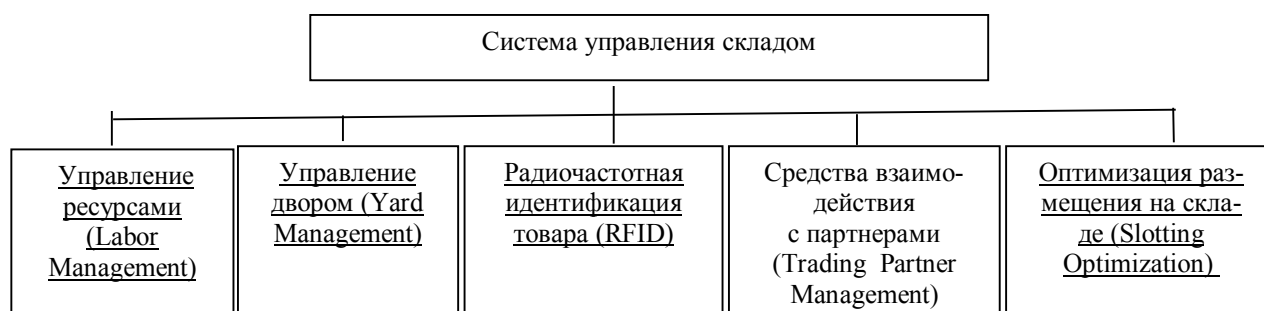 Система управления складом
Управление
ресурсами
(Labor
Management)
Управление
двором (Yard
Management)
Радиочастотная
идентификация
товара (RFID)
Средства взаимо-
действия
с партнерами
(Trading Partner
Management)
Оптимизация раз-
мещения на скла-
де (Slotting
Optimization)